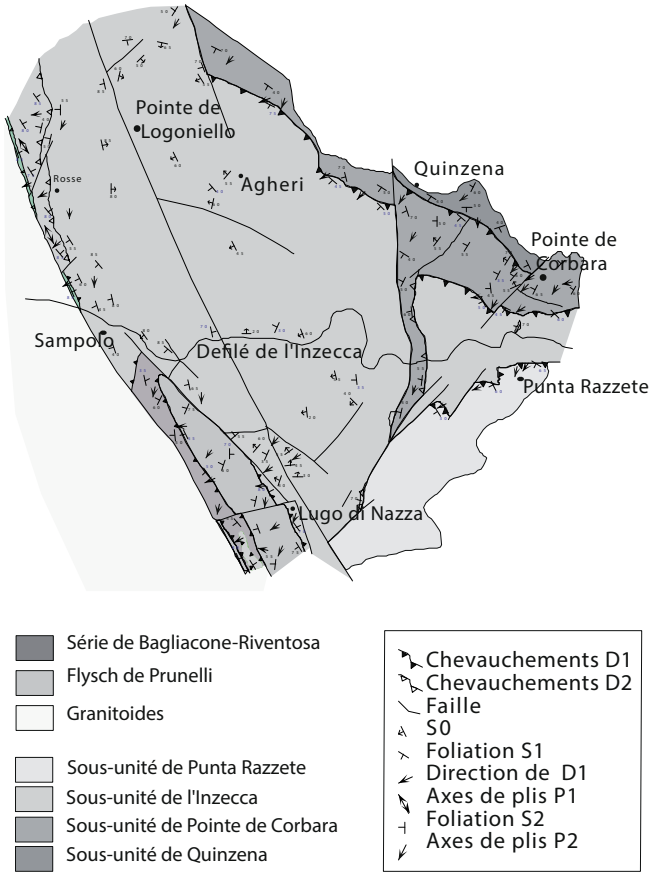 Pointe de
Logoniello
Quinzena
Rosse
Agheri
Pointe de
Corbara
Sampolo
Defilé de l'Inzecca
Punta Razzete
Lugo di Nazza
Série de Bagliacone-Riventosa
Flysch de Prunelli
Granitoides
Sous-unité de Punta Razzete
Sous-unité de l'Inzecca
Sous-unité de Pointe de Corbara
Sous-unité de Quinzena
Chevauchements D1
Chevauchements D2
Faille
S0
Foliation S1
Direction de D1
Axes de plis P1
Foliation S2
Axes de plis P2